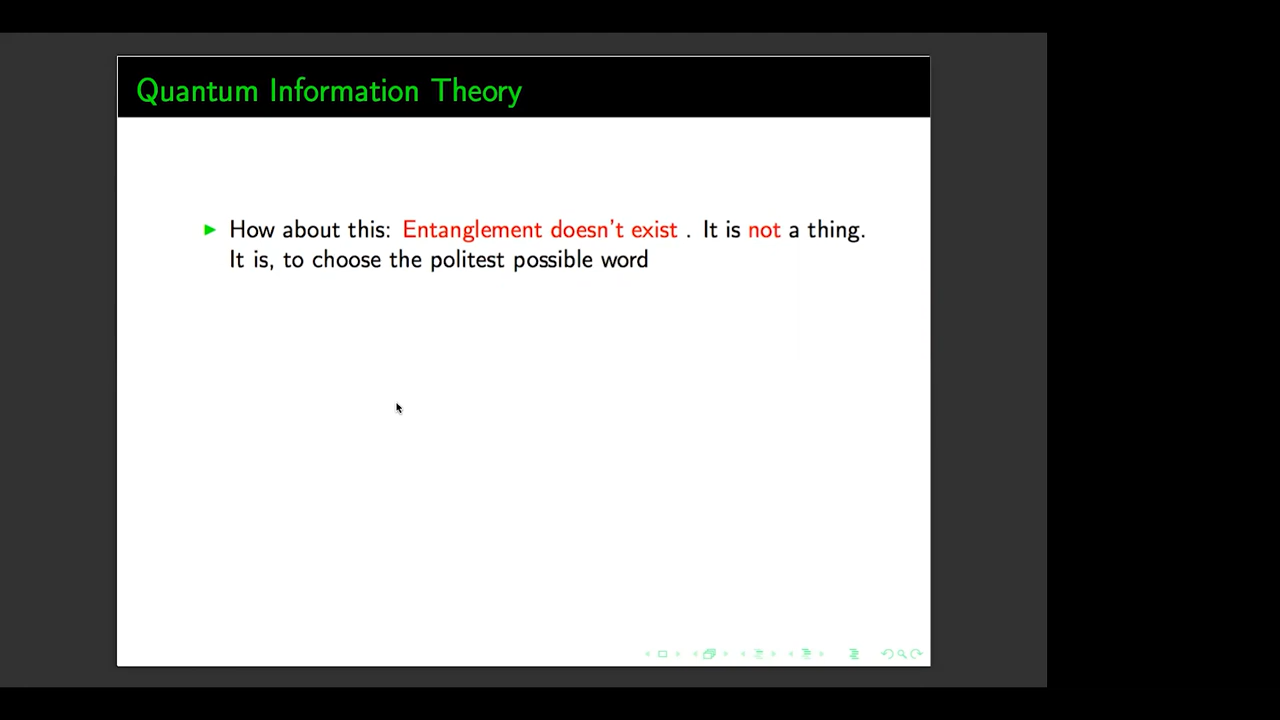 Quantum Information Theory
How about this: Entanglement doesn't exist . It is not a thing.
It is, to choose the politest possible word